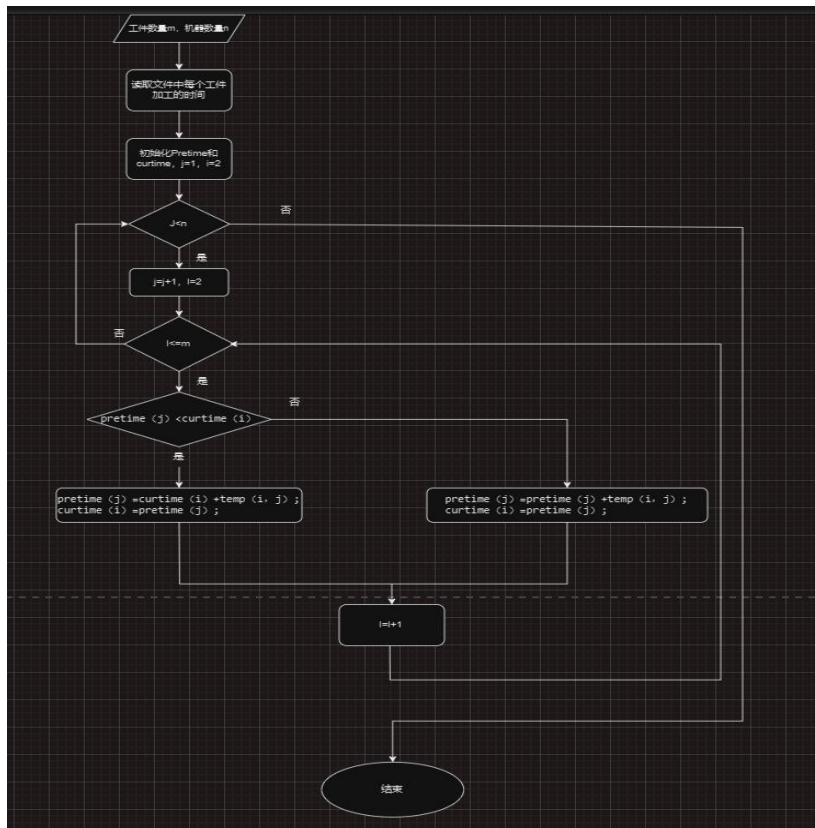 工件数量m，机器数量n
读取文件中每个工件
加工的时间
初始化Pretime和
curtime，j=1，i=2
J<n
否
是
j=j+1，I=2
否
I<=m
是
pretime（j）<curtime（i）
否
是
pretime（j）=curtime（i）+temp（i，j）;
curtime（i）=pretime（j）;
pretime（j）=pretime（j）+temp（i，j）;
curtime（i）=pretime（j）;
I=I+1
结束